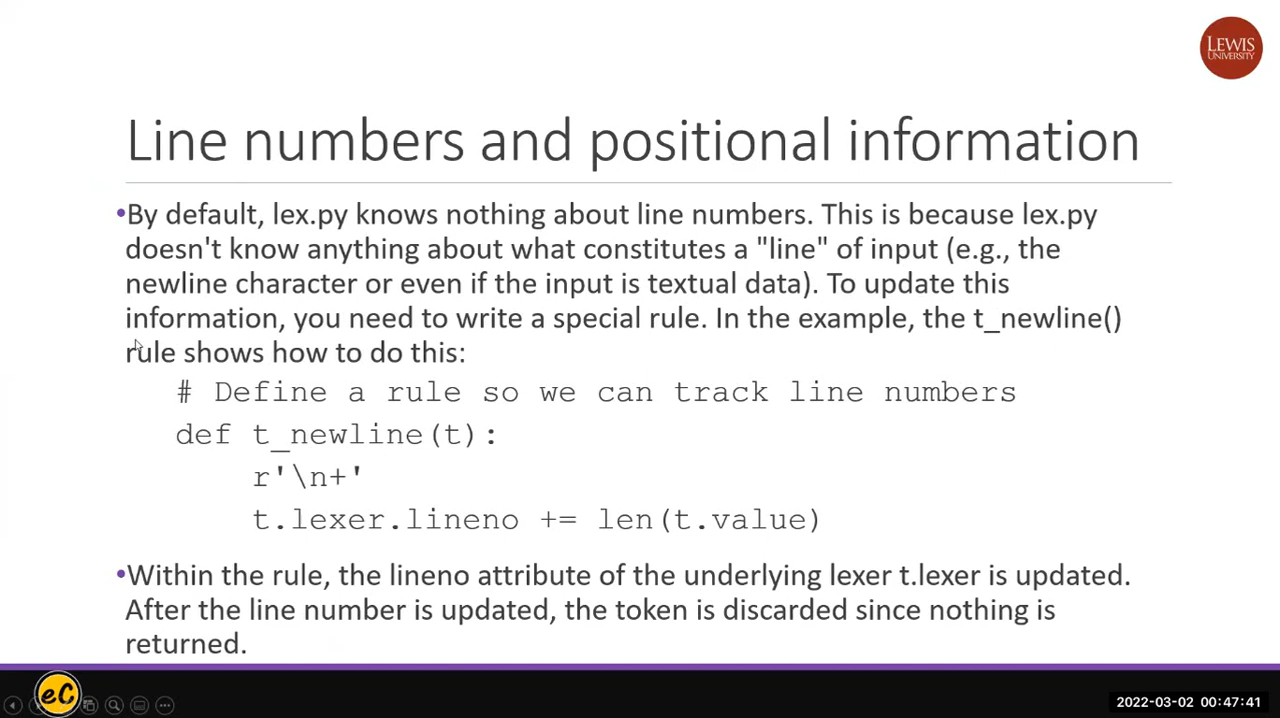 LEWIS
UNIVERSITY
Line numbers and positional information
•By default, lex.py knows nothing about line numbers. This is because lex.py
doesn't know anything about what constitutes a "line" of input (e.g., the
newline character or even if the input is textual data). To update this
information, you need to write a special rule. In the example, the t_newline()
rule shows how to do this:
# Define a rule so we can track line numbers
def t_newline(t):
r'\n+'
t.lexer.lineno += len(t.value)
•Within the rule, the lineno attribute of the underlying lexer t.lexer is updated.
After the line number is updated, the token is discarded since nothing is
returned.
eC
2022-03-02 00:47:41